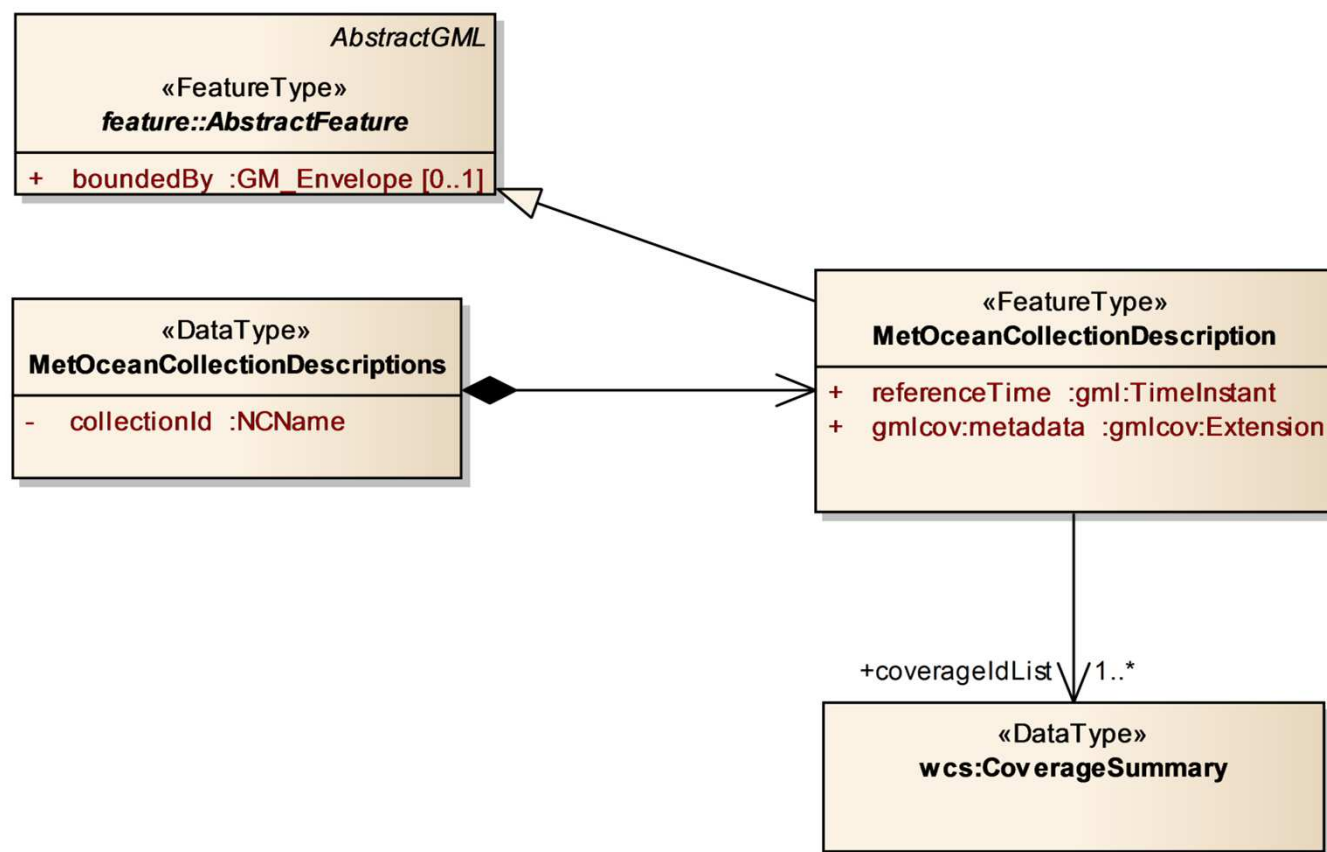 AbstractGML
«FeatureType»
feature::AbstractFeature
+ boundedBy :GM_Envelope [0..1]
«DataType»
MetOceanCollectionDescriptions
- collectionId :NCName
«FeatureType»
MetOceanCollectionDescription
+ referenceTime :gml:TimeInstant
+ gmlcov:metadata :gmlcov:Extension
+coverageIdList 1..*
«DataType»
wcs:CoverageSummary